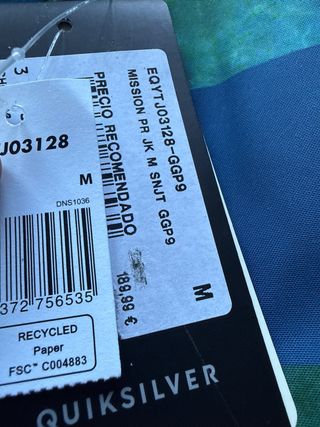 3
EQYTJ03128-GGP9
MISSION PR JK M SNJT GGP9
PRECIO RECOMENDADO
189,99 €
M
J03128
M
DNS1036
372 756535
RECYCLED
Paper
FSC™ C004883
QUIKSILVER